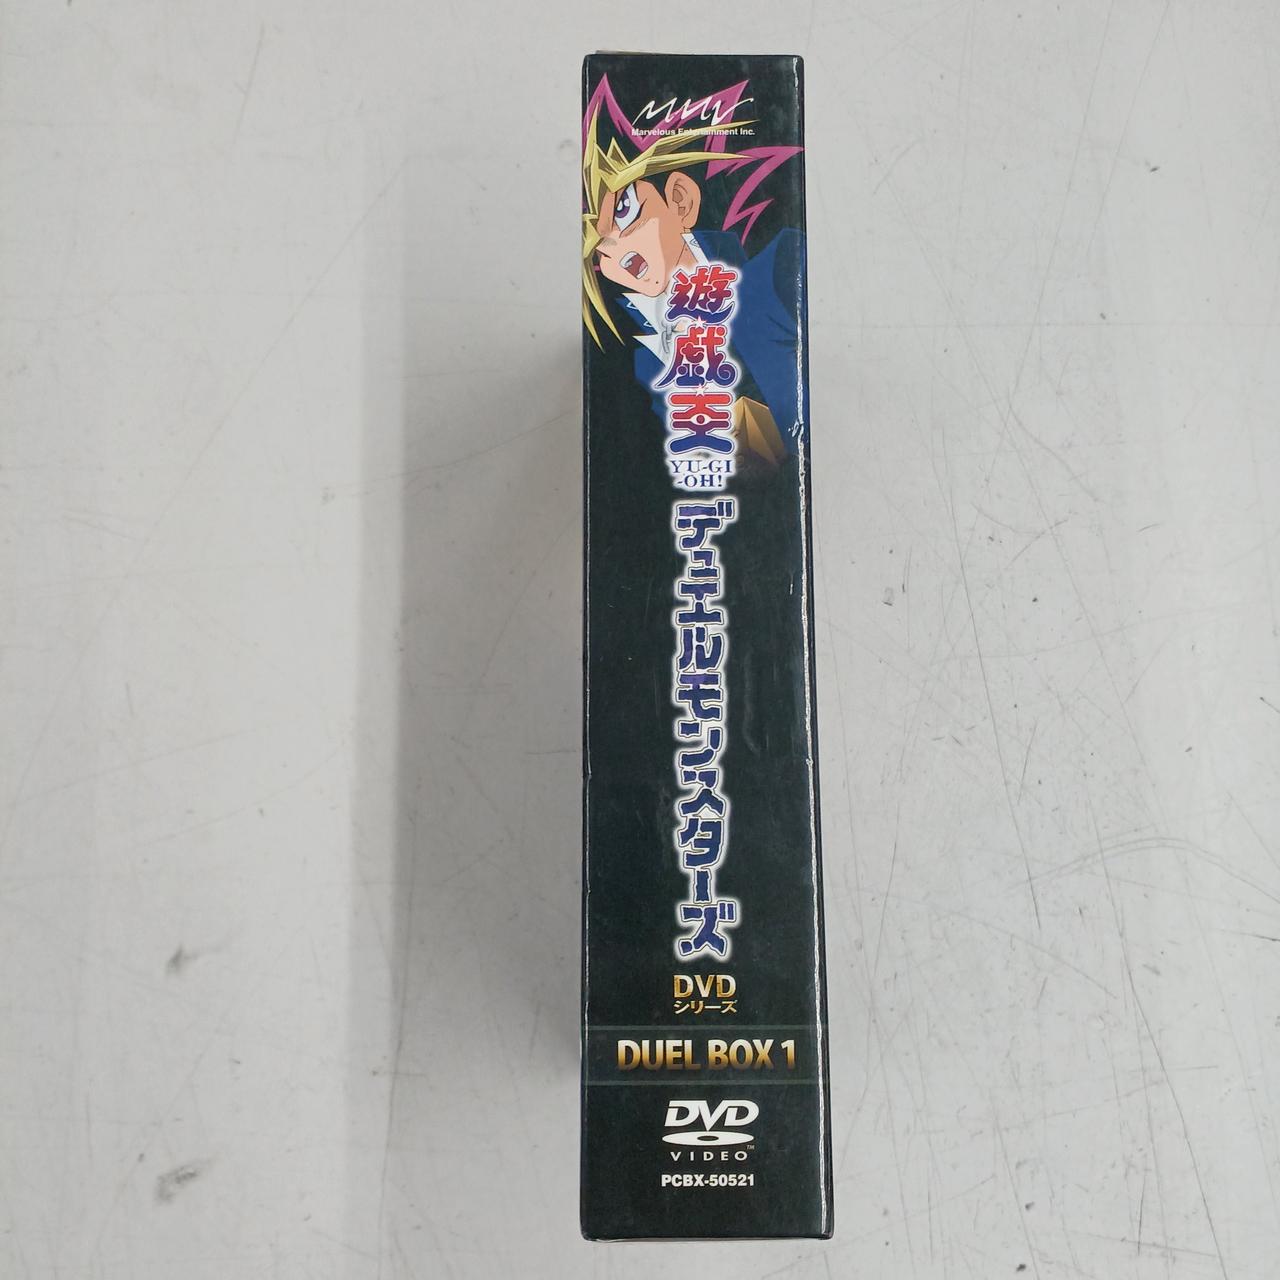 MMV
Marvelous Entertainment Inc.
遊戯王
YU-GI
-OH!
デュエルモンスターズ
DVD
シリーズ
DUEL BOX 1
DVD
VIDEO™
PCBX-50521